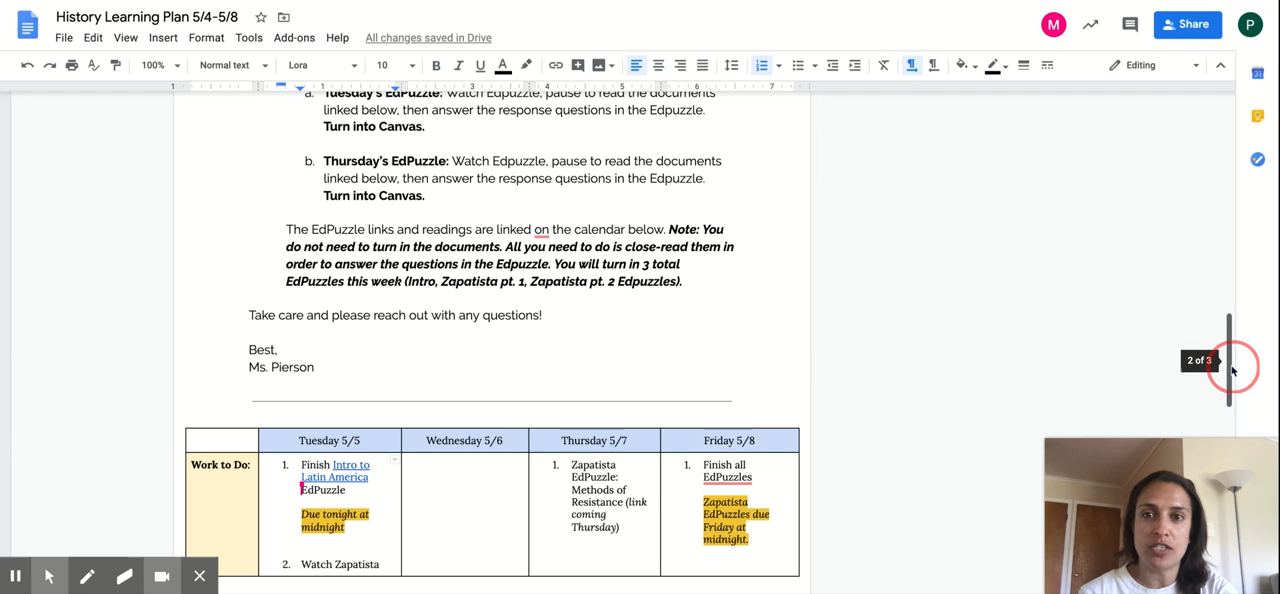 History Learning Plan 5/4-5/8
File Edit View Insert Format Tools Add-ons Help All changes saved in Drive
M
Share
P
100% Normal text Lora 10 B I U A Editing
1 1 3 4 5 6 7
31
a. Tuesday's EdPuzzle: Watch Edpuzzle, pause to read the documents
linked below, then answer the response questions in the Edpuzzle.
Turn into Canvas.
b. Thursday's EdPuzzle: Watch Edpuzzle, pause to read the documents
linked below, then answer the response questions in the Edpuzzle.
Turn into Canvas.
The EdPuzzle links and readings are linked on the calendar below. Note: You
do not need to turn in the documents. All you need to do is close-read them in
order to answer the questions in the Edpuzzle. You will turn in 3 total
EdPuzzles this week (Intro, Zapatista pt. 1, Zapatista pt. 2 Edpuzzles).
Take care and please reach out with any questions!
Best,
Ms. Pierson
2 of 3
Tuesday 5/5 Wednesday 5/6 Thursday 5/7 Friday 5/8
Work to Do:
1. Finish Intro to
Latin America
EdPuzzle
Due tonight at
midnight
2. Watch Zapatista
1. Zapatista
EdPuzzle:
Methods of
Resistance (link
coming
Thursday)
1. Finish all
EdPuzzles
Zapatista
EdPuzzles due
Friday at
midnight.